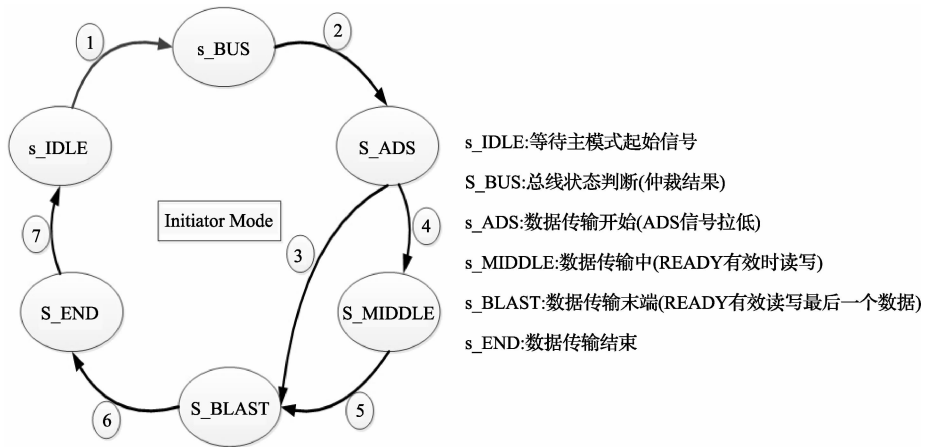 1
s_BUS
2
s_IDLE
S_ADS
Initiator Mode
3
4
7
S_END
S_MIDDLE
S_BLAST
6
5
s_IDLE:等待主模式起始信号
S_BUS:总线状态判断(仲裁结果)
s_ADS:数据传输开始(ADS信号拉低)
s_MIDDLE:数据传输中(READY有效时读写)
s_BLAST:数据传输末端(READY有效读写最后一个数据)
s_END:数据传输结束